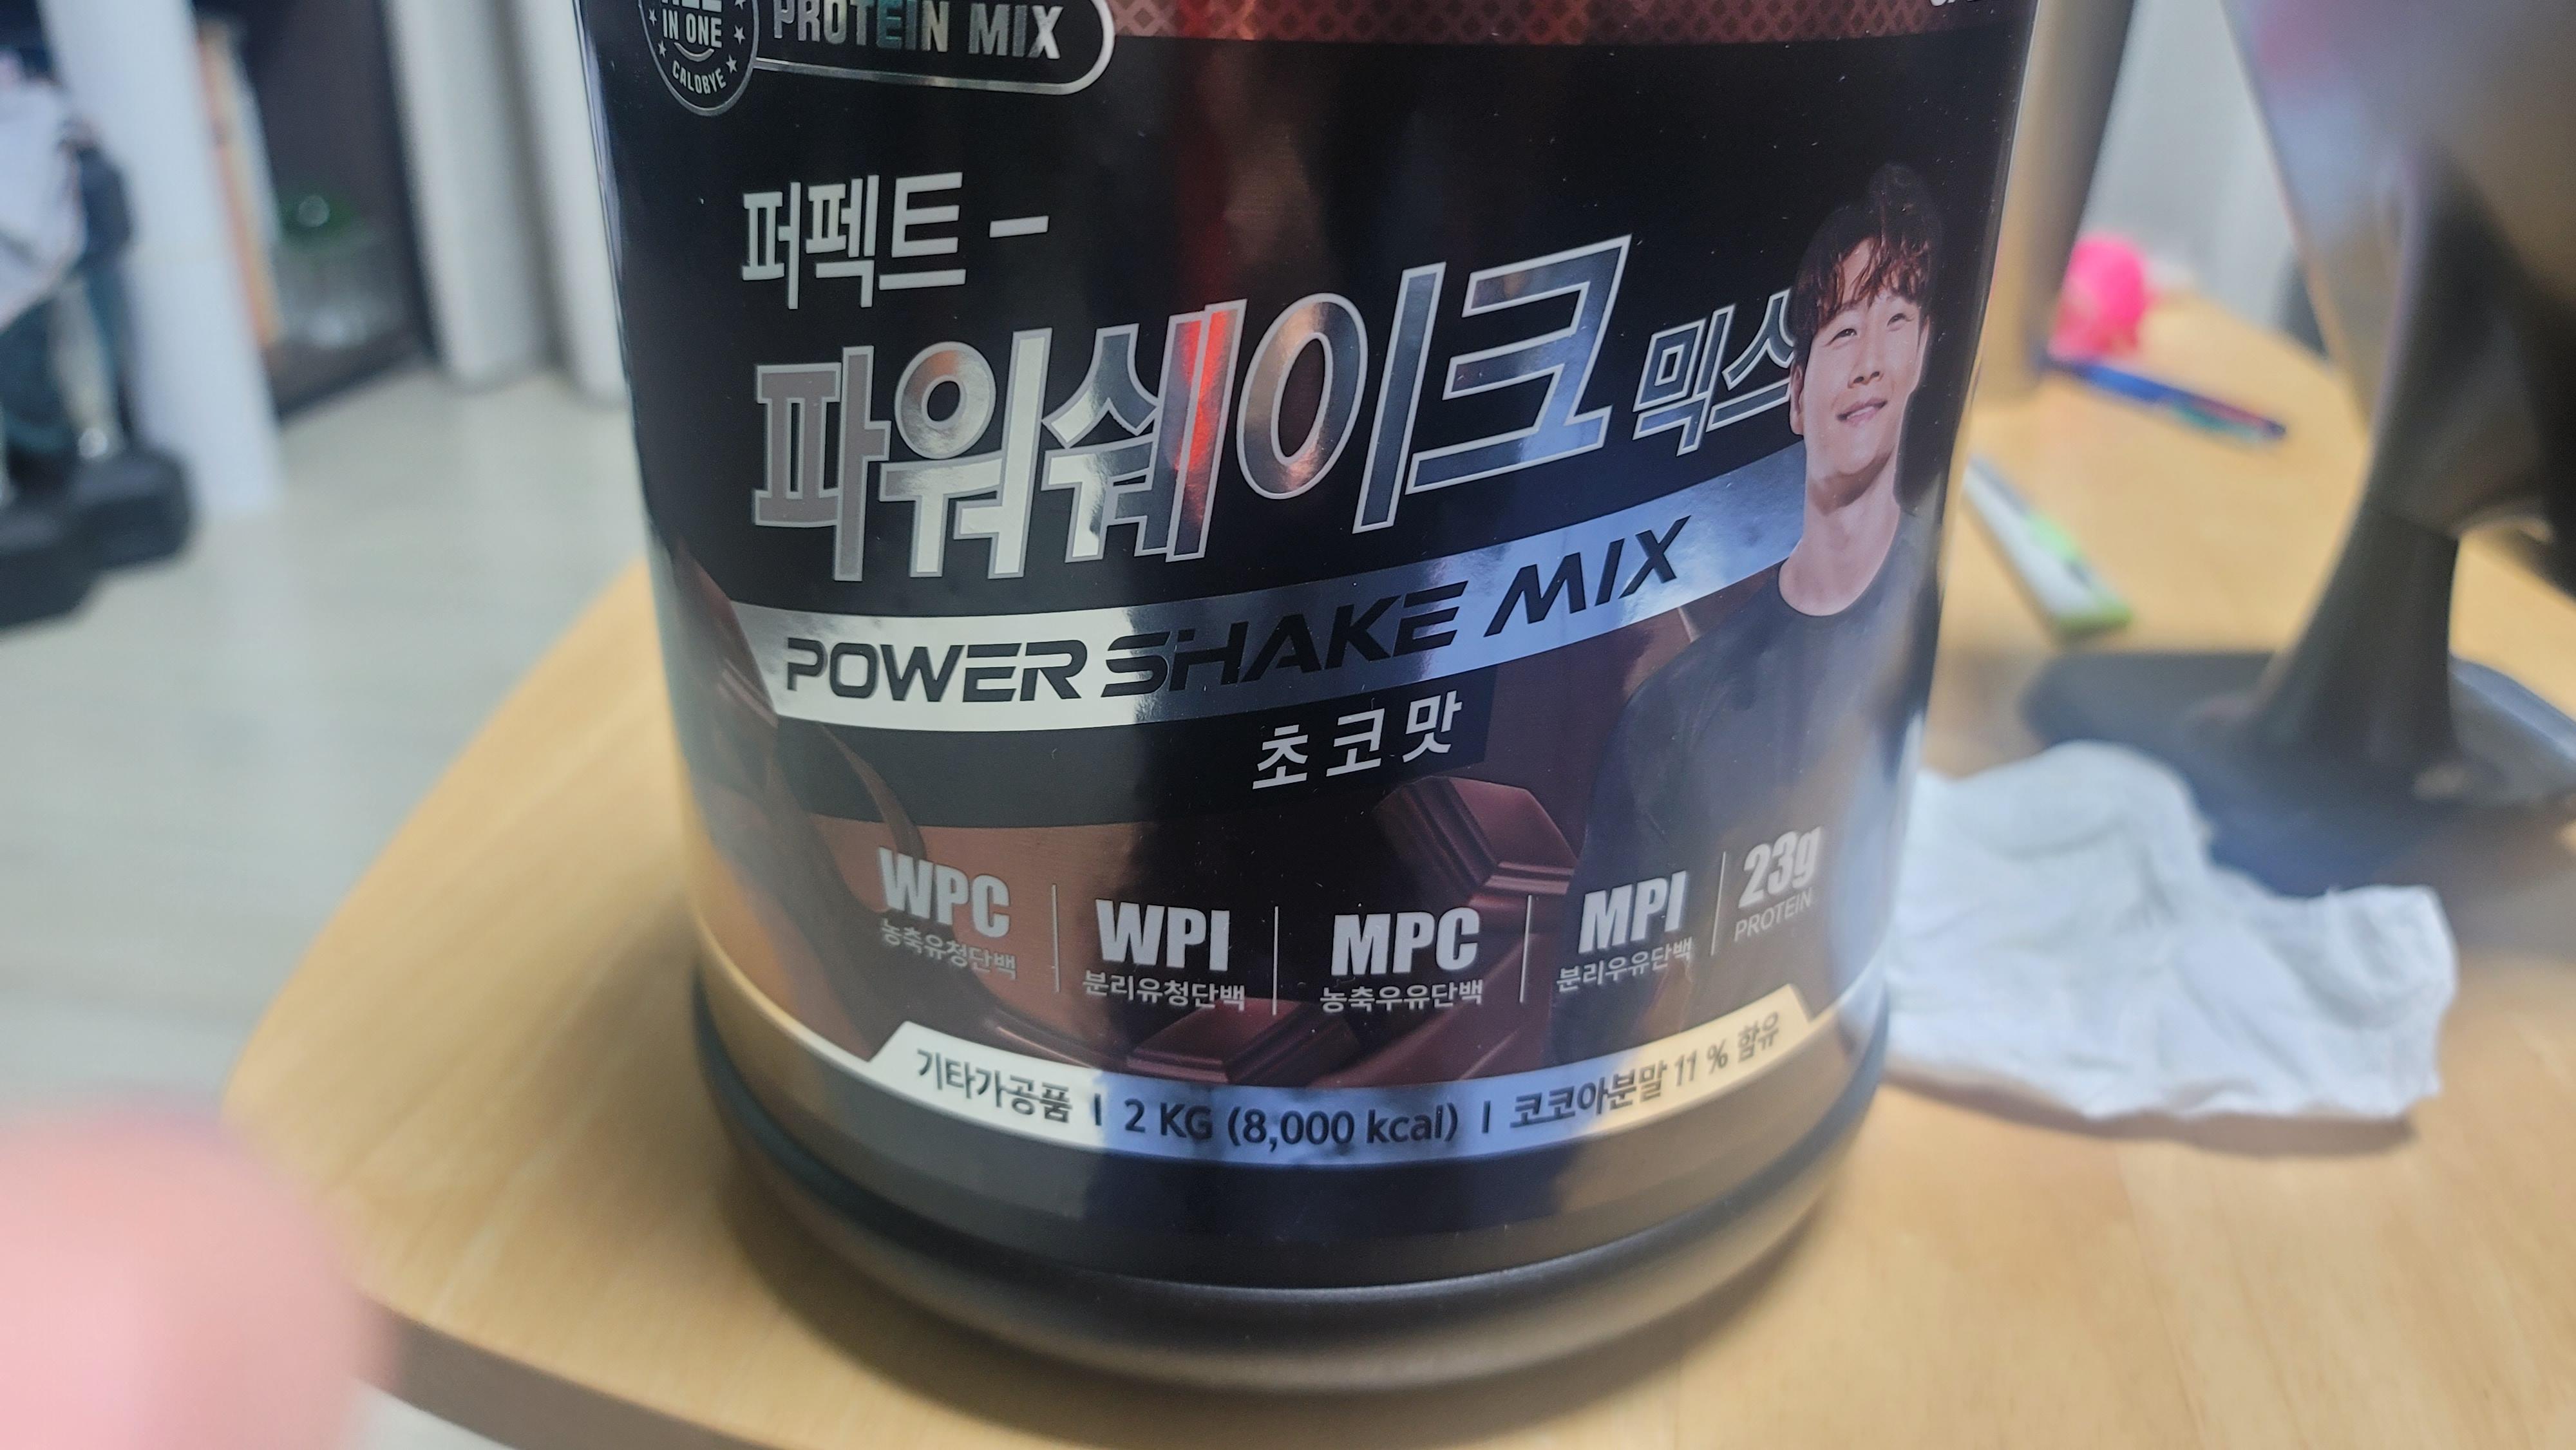 IN ONE
CALOBYE
PROTEIN MIX
퍼펙트 -
파워쉐이크 믹스
POWER SHAKE MIX
초코맛
WPC
농축유청단백
WPI
분리유청단백
MPC
농축우유단백
MPI
분리우유단백
23g
PROTEIN
기타가공품 | 2 KG (8,000 kcal) | 코코아분말 11 % 함유